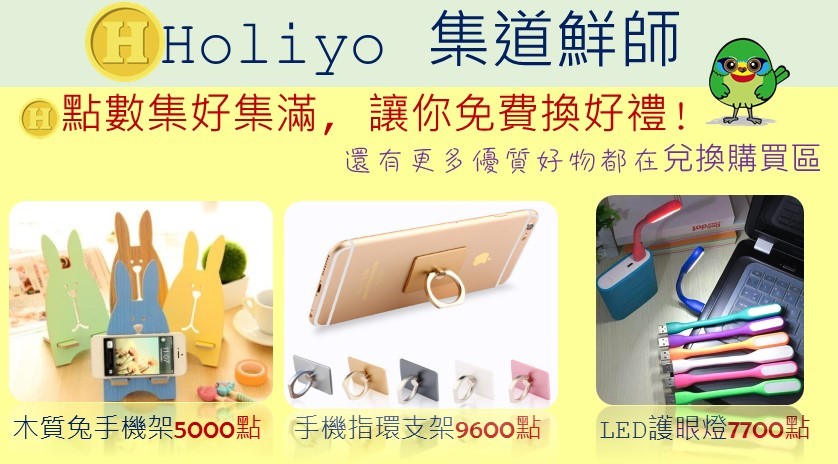 H Holiyo 集道鮮師
H 點數集好集滿, 讓你免費換好禮!
還有更多優質好物都在兌換購買區
木質兔手機架5000點
手機指環支架9600點
LED護眼燈7700點